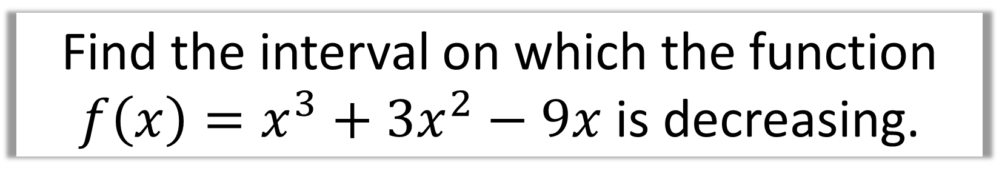 Find the interval on which the function
𝑓(𝑥) = 𝑥³ + 3𝑥² − 9𝑥 is decreasing.